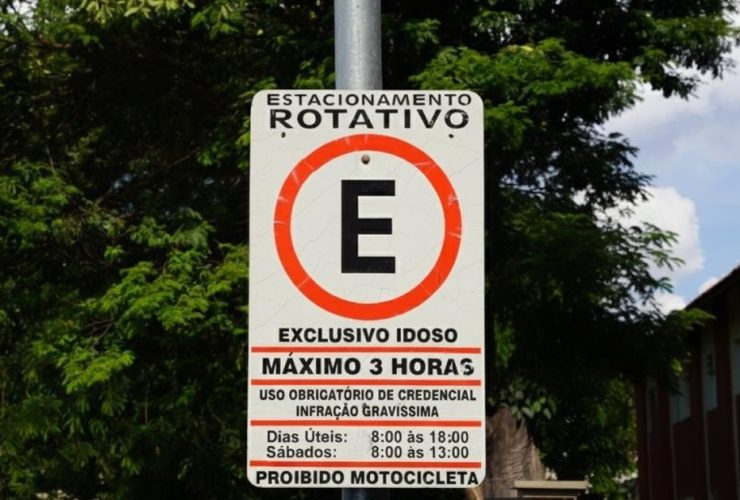 ESTACIONAMENTO
ROTATIVO
E
EXCLUSIVO IDOSO
MÁXIMO 3 HORAS
USO OBRIGATÓRIO DE CREDENCIAL
INFRAÇÃO GRAVÍSSIMA
Dias Úteis: 8:00 às 18:00
Sábados: 8:00 às 13:00
PROIBIDO MOTOCICLETA